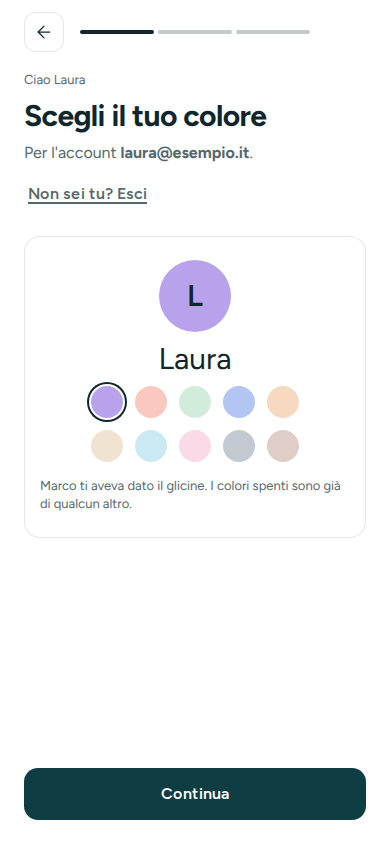 Ciao Laura
Scegli il tuo colore
Per l'account laura@esempio.it.
Non sei tu? Esci
L
Laura
Marco ti aveva dato il glicine. I colori spenti sono già
di qualcun altro.
Continua